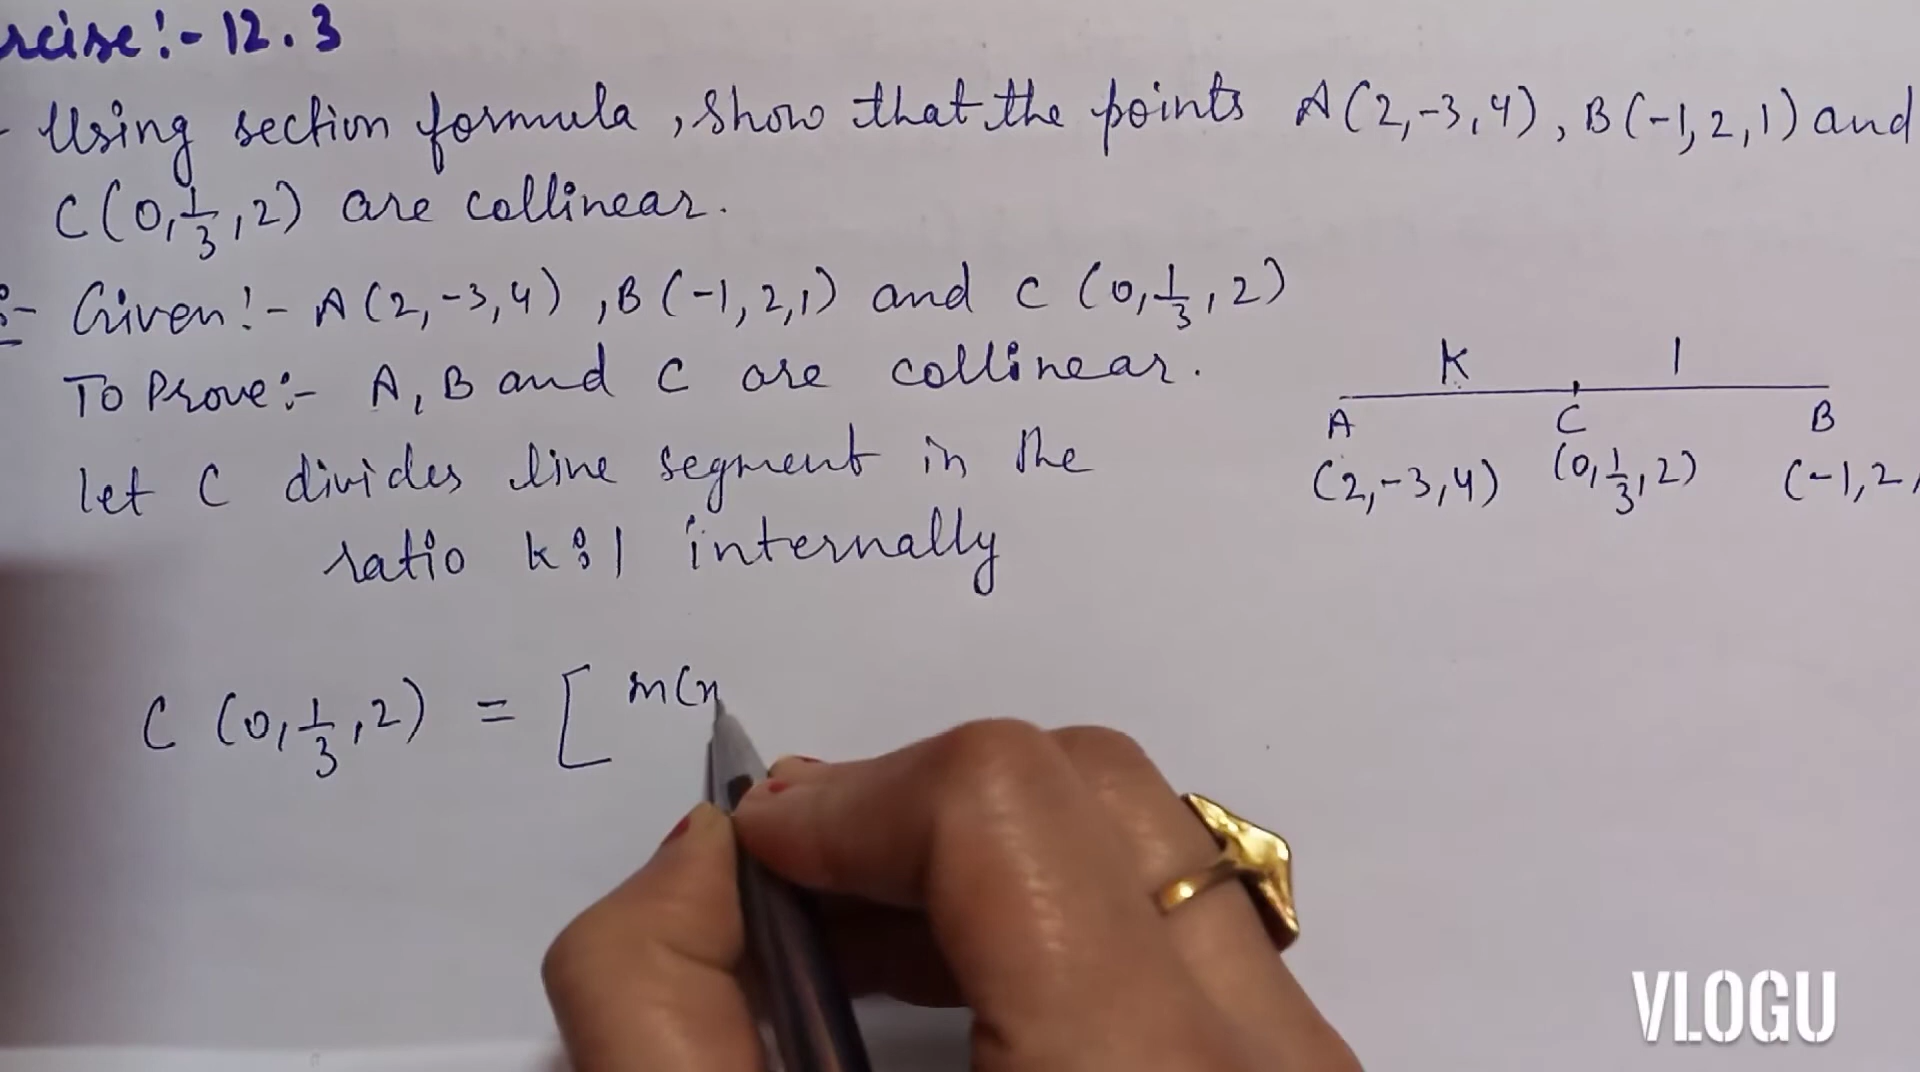 rcise:- 12.3
Using section formula, show that the points A(2,-3,4), B(-1,2,1) and
C(0,1/3,2) are collinear.
:- Given:- A(2,-3,4), B(-1,2,1) and C(0,1/3,2)
To Prove:- A, B and C are collinear.
K 1
A C B
(2,-3,4) (0,1/3,2) (-1,2,
let C divides line segment in the
ratio k:1 internally
C (0,1/3,2) = [ m(x
VLOGU